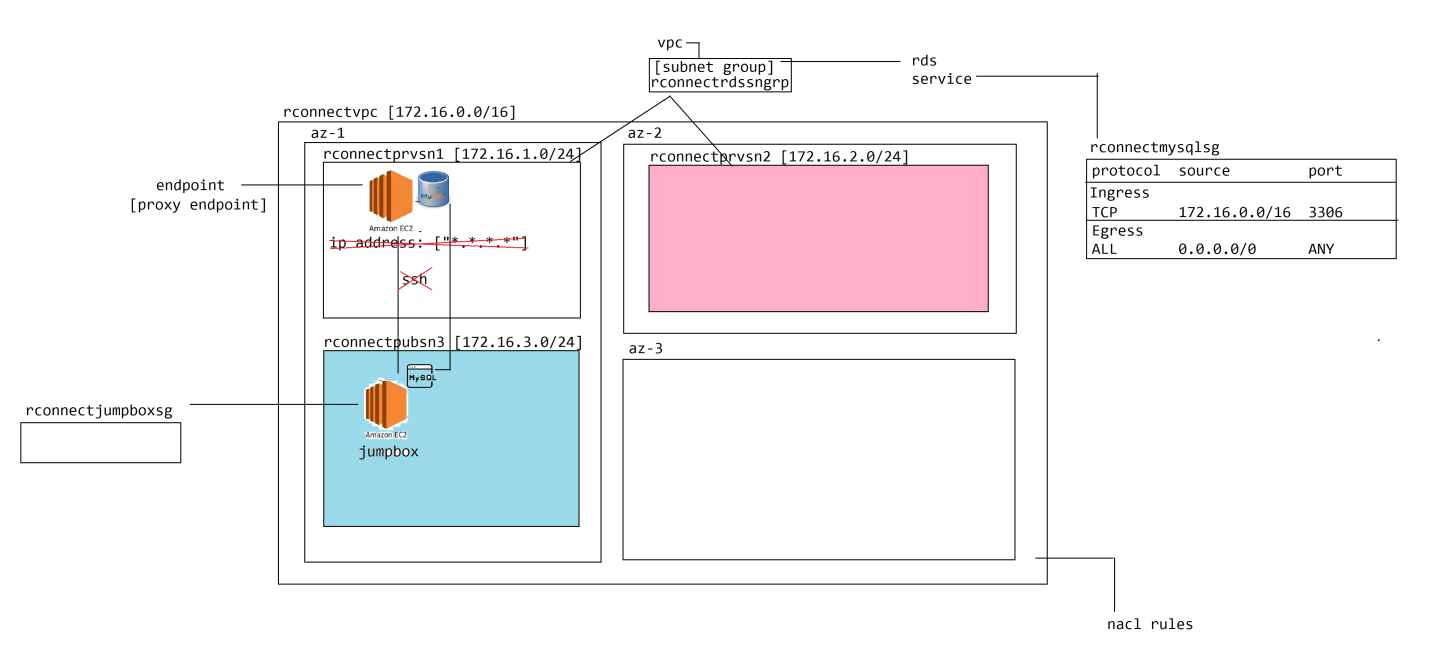 vpc
[subnet group]
rconnectrdssngrp
rds
service
rconnectvpc [172.16.0.0/16]
az-1
rconnectprvsn1 [172.16.1.0/24]
endpoint
[proxy endpoint]
My
Amazon EC2
ip address: ["*.*.*.*"]
ssh
rconnectpubsn3 [172.16.3.0/24]
MySQL
Amazon EC2
jumpbox
rconnectjumpboxsg
az-2
rconnectprvsn2 [172.16.2.0/24]
az-3
rconnectmysqlsg
protocol source port
Ingress
TCP 172.16.0.0/16 3306
Egress
ALL 0.0.0.0/0 ANY
nacl rules